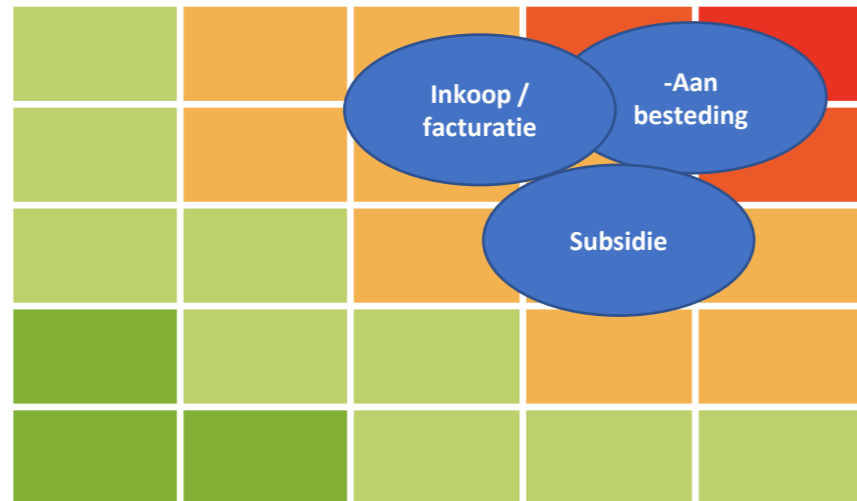 Inkoop /
facturatie
-Aan
besteding
Subsidie